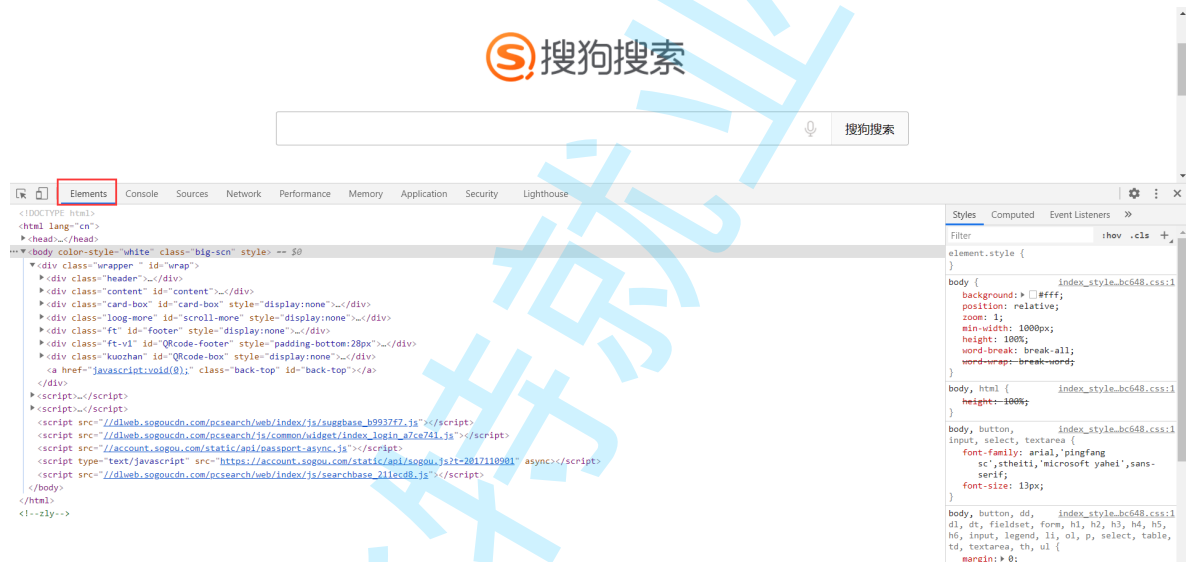 搜狗搜索
搜狗搜索
Elements Console Sources Network Performance Memory Application Security Lighthouse
<!DOCTYPE html>
<html lang="cn">
<head>…</head>
<body color-style="white" class="big-scn" style> == $0
<div class="wrapper " id="wrap">
<div class="header">…</div>
<div class="content" id="content">…</div>
<div class="card-box" id="card-box" style="display:none">…</div>
<div class="loog-more" id="scroll-more" style="display:none">…</div>
<div class="ft" id="footer" style="display:none">…</div>
<div class="ft-v1" id="QRcode-footer" style="padding-bottom:28px">…</div>
<div class="kuozhan" id="QRcode-box" style="display:none">…</div>
<a href="javascript:void(0);" class="back-top" id="back-top"></a>
</div>
<script>…</script>
<script>…</script>
<script src="//dlweb.sogoucdn.com/pcsearch/web/index/js/suggbase_b9937f7.js"></script>
<script src="//dlweb.sogoucdn.com/pcsearch/js/common/widget/index_login_a7ce741.js"></script>
<script src="//account.sogou.com/static/api/passport-async.js"></script>
<script type="text/javascript" src="https://account.sogou.com/static/api/sogou.js?t=2017110901" async></script>
<script src="//dlweb.sogoucdn.com/pcsearch/web/index/js/searchbase_211ecd8.js"></script>
</body>
</html>
<!--zly-->
Styles Computed Event Listeners »
Filter :hov .cls +
element.style {
}
body { index_style…bc648.css:1
background: #fff;
position: relative;
zoom: 1;
min-width: 1000px;
height: 100%;
word-break: break-all;
word-wrap: break-word;
}
body, html { index_style…bc648.css:1
height: 100%;
}
body, button, index_style…bc648.css:1
input, select, textarea {
font-family: arial,'pingfang
sc',stheiti,'microsoft yahei',sans-
serif;
font-size: 13px;
}
body, button, dd, index_style…bc648.css:1
dl, dt, fieldset, form, h1, h2, h3, h4, h5,
h6, input, legend, li, ol, p, select, table,
td, textarea, th, ul {
margin: 0;
特就业